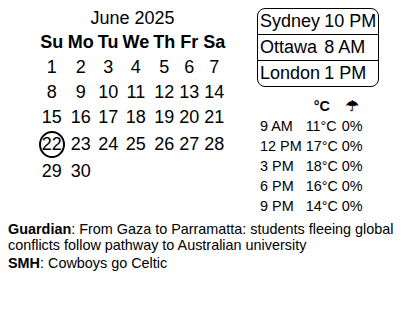 June 2025
Su Mo Tu We Th Fr Sa
1 2 3 4 5 6 7
8 9 10 11 12 13 14
15 16 17 18 19 20 21
22 23 24 25 26 27 28
29 30
Sydney 10 PM
Ottawa 8 AM
London 1 PM
°C ☂
9 AM 11°C 0%
12 PM 17°C 0%
3 PM 18°C 0%
6 PM 16°C 0%
9 PM 14°C 0%
Guardian: From Gaza to Parramatta: students fleeing global
conflicts follow pathway to Australian university
SMH: Cowboys go Celtic